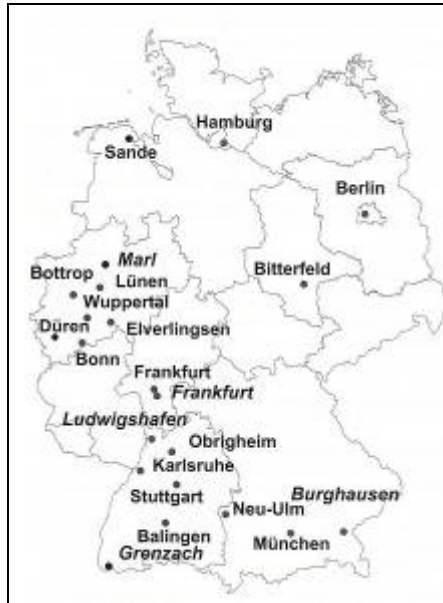 Hamburg
Sande
Berlin
Marl
Bottrop
Lünen
Bitterfeld
Wuppertal
Düren
Elverlingsen
Bonn
Frankfurt
Frankfurt
Ludwigshafen
Obrigheim
Karlsruhe
Stuttgart
Burghausen
Neu-Ulm
Balingen
München
Grenzach